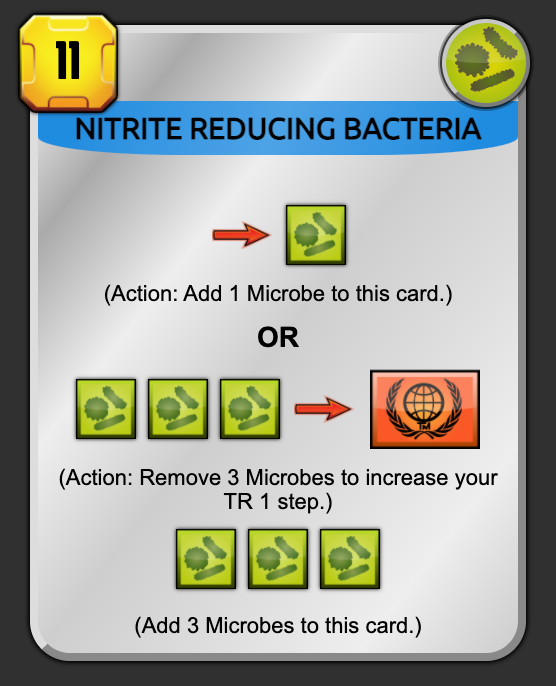 11
NITRITE REDUCING BACTERIA
(Action: Add 1 Microbe to this card.)
OR
TM
(Action: Remove 3 Microbes to increase your
TR 1 step.)
(Add 3 Microbes to this card.)